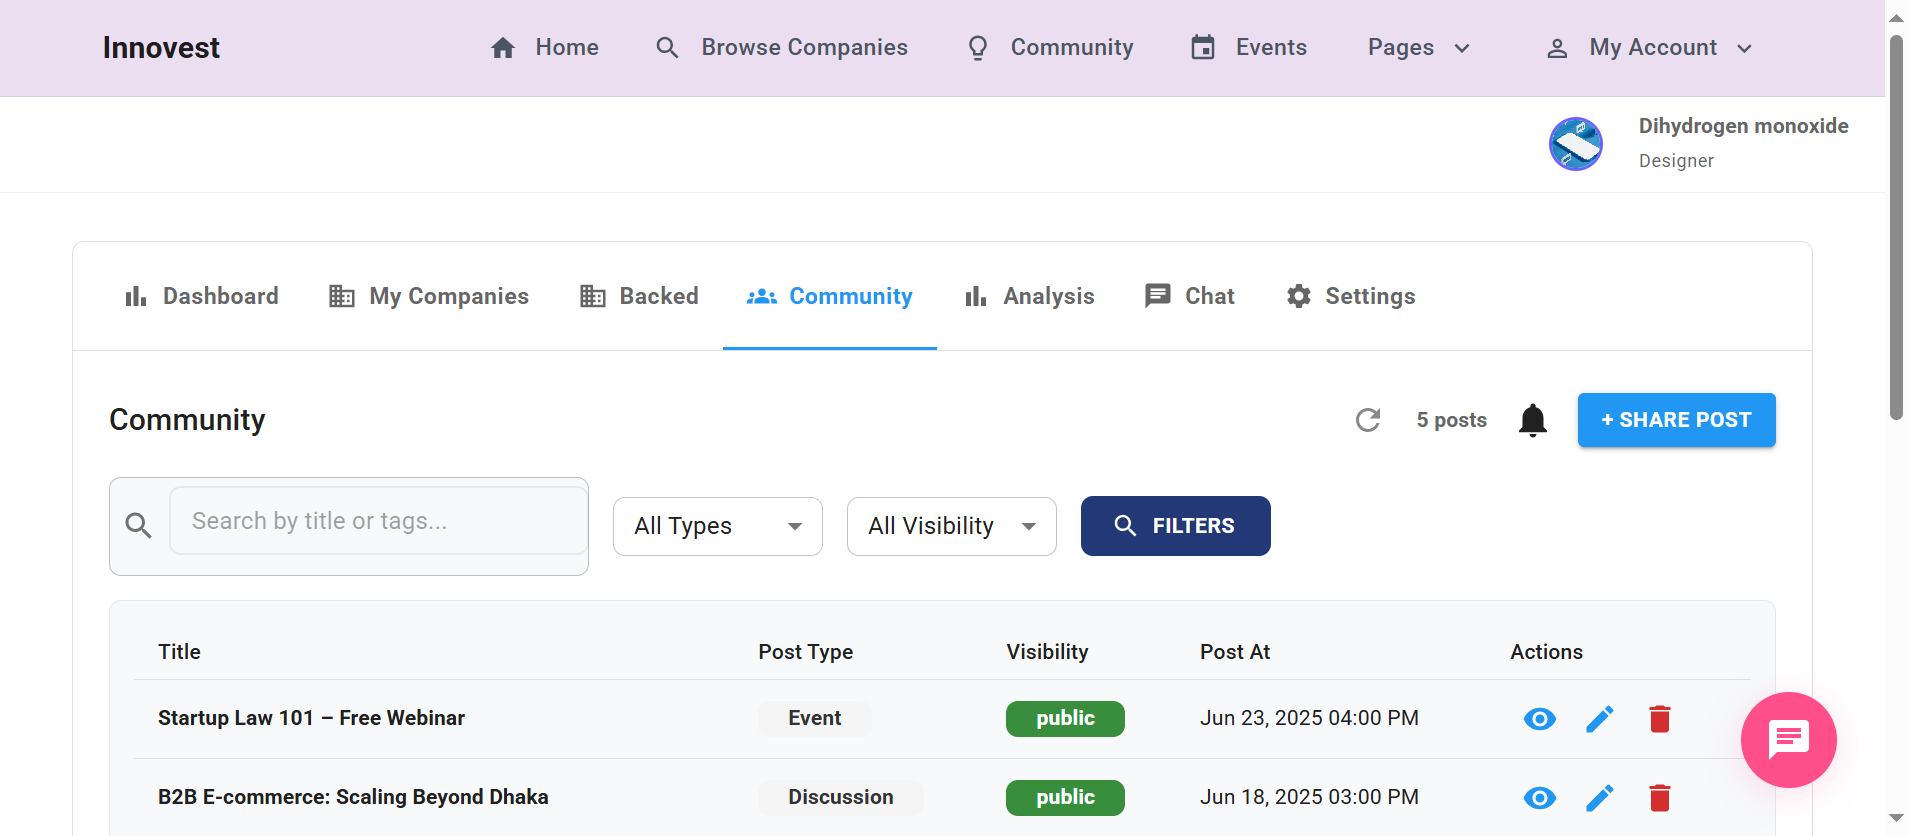 Innovest
Home
Browse Companies
Community
Events
Pages
My Account
Dihydrogen monoxide
Designer
Dashboard
My Companies
Backed
Community
Analysis
Chat
Settings
Community
5 posts
+ SHARE POST
Search by title or tags...
All Types
All Visibility
FILTERS
Title Post Type Visibility Post At Actions
Startup Law 101 – Free Webinar Event public Jun 23, 2025 04:00 PM
B2B E-commerce: Scaling Beyond Dhaka Discussion public Jun 18, 2025 03:00 PM